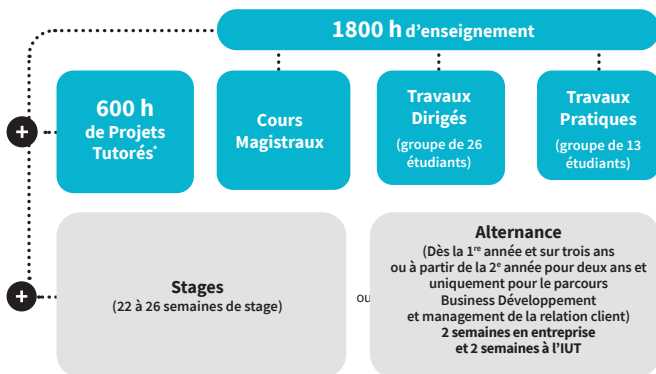 1800 h d'enseignement
+
600 h
de Projets
Tutorés*
Cours
Magistraux
Travaux
Dirigés
(groupe de 26
étudiants)
Travaux
Pratiques
(groupe de 13
étudiants)
+
Stages
(22 à 26 semaines de stage)
ou
Alternance
(Dès la 1re année et sur trois ans
ou à partir de la 2e année pour deux ans et
uniquement pour le parcours
Business Développement
et management de la relation client)
2 semaines en entreprise
et 2 semaines à l'IUT